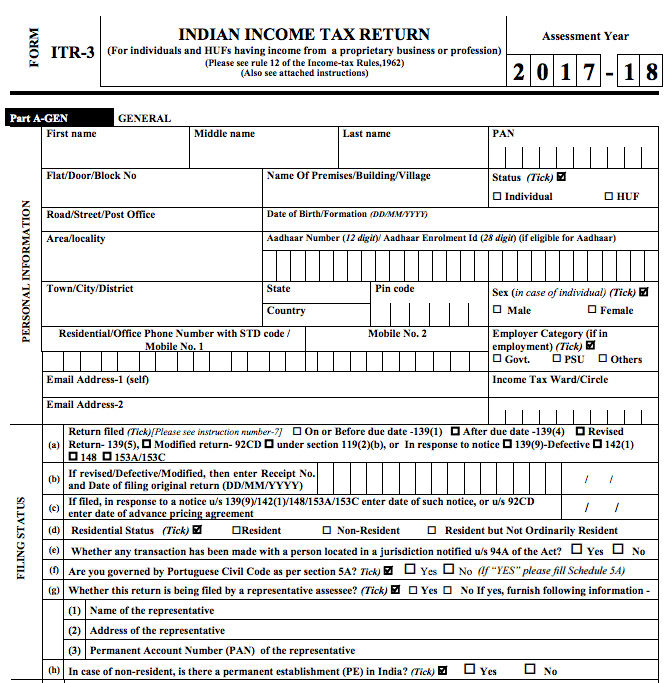 FORM
ITR-3
INDIAN INCOME TAX RETURN
(For individuals and HUFs having income from a proprietary business or profession)
(Please see rule 12 of the Income-tax Rules,1962)
(Also see attached instructions)
Assessment Year
2 0 1 7 - 1 8
Part A-GEN GENERAL
PERSONAL INFORMATION
First name Middle name Last name PAN
Flat/Door/Block No Name Of Premises/Building/Village Status (Tick) ☑
☐ Individual ☐ HUF
Road/Street/Post Office Date of Birth/Formation (DD/MM/YYYY)
Area/locality Aadhaar Number (12 digit)/ Aadhaar Enrolment Id (28 digit) (if eligible for Aadhaar)
Town/City/District State Pin code Sex (in case of individual) (Tick) ☑
Country ☐ Male ☐ Female
Residential/Office Phone Number with STD code / Mobile No. 1 Mobile No. 2 Employer Category (if in employment) (Tick) ☑
☐ Govt. ☐ PSU ☐ Others
Email Address-1 (self) Income Tax Ward/Circle
Email Address-2
FILING STATUS
(a) Return filed (Tick)[Please see instruction number-7] ☐ On or Before due date -139(1) ☐ After due date -139(4) ☐ Revised
Return- 139(5), ☐ Modified return- 92CD ☐ under section 119(2)(b), or In response to notice ☐ 139(9)-Defective ☐ 142(1)
☐ 148 ☐ 153A/153C
(b) If revised/Defective/Modified, then enter Receipt No.
and Date of filing original return (DD/MM/YYYY) / /
(c) If filed, in response to a notice u/s 139(9)/142(1)/148/153A/153C enter date of such notice, or u/s 92CD
enter date of advance pricing agreement / /
(d) Residential Status (Tick) ☑ ☐Resident ☐ Non-Resident ☐ Resident but Not Ordinarily Resident
(e) Whether any transaction has been made with a person located in a jurisdiction notified u/s 94A of the Act? ☐ Yes ☐ No
(f) Are you governed by Portuguese Civil Code as per section 5A? Tick) ☑ ☐ Yes ☐ No (If “YES” please fill Schedule 5A)
(g) Whether this return is being filed by a representative assessee? (Tick) ☑ ☐ Yes ☐ No If yes, furnish following information -
(1) Name of the representative
(2) Address of the representative
(3) Permanent Account Number (PAN) of the representative
(h) In case of non-resident, is there a permanent establishment (PE) in India? (Tick) ☑ ☐ Yes ☐ No